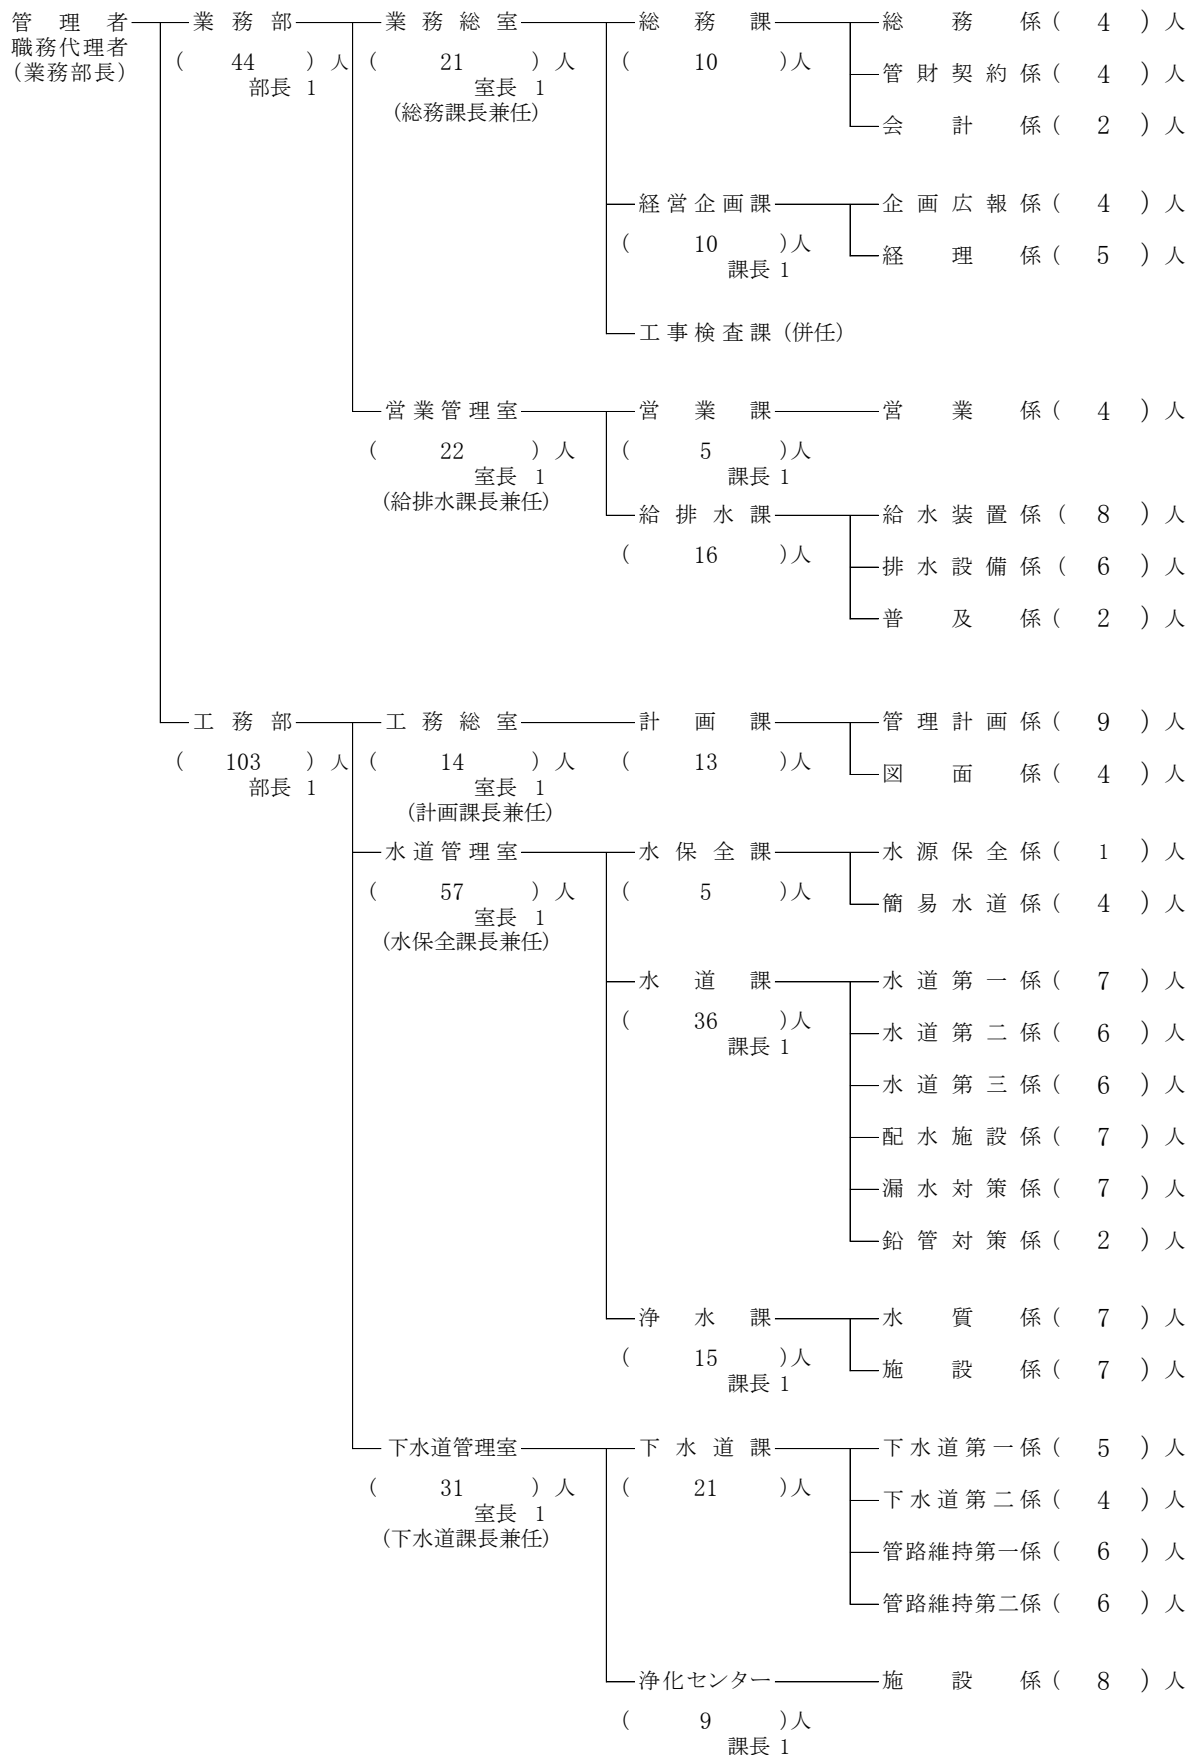 管理者 業務部 業務総室 総務課 総務係(4)人
職務代理者
(業務部長) (44)人 (21)人 (10)人 管財契約係(4)人
部長 1 室長 1
(総務課長兼任) 会計係(2)人
経営企画課 企画広報係(4)人
(10)人 経理係(5)人
課長 1
工事検査課 (併任)
営業管理室 営業課 営業係(4)人
(22)人 (5)人
室長 1 課長 1
(給排水課長兼任) 給排水課 給水装置係(8)人
(16)人 排水設備係(6)人
普及係(2)人
工務部 工務総室 計画課 管理計画係(9)人
(103)人 (14)人 (13)人 図面係(4)人
部長 1 室長 1
(計画課長兼任)
水道管理室 水保全課 水源保全係(1)人
(57)人 (5)人 簡易水道係(4)人
室長 1
(水保全課長兼任)
水道課 水道第一係(7)人
(36)人 水道第二係(6)人
課長 1
水道第三係(6)人
配水施設係(7)人
漏水対策係(7)人
鉛管対策係(2)人
浄水課 水質係(7)人
(15)人 施設係(7)人
課長 1
下水道管理室 下水道課 下水道第一係(5)人
(31)人 (21)人 下水道第二係(4)人
室長 1
(下水道課長兼任) 管路維持第一係(6)人
管路維持第二係(6)人
浄化センター 施設係(8)人
(9)人
課長 1